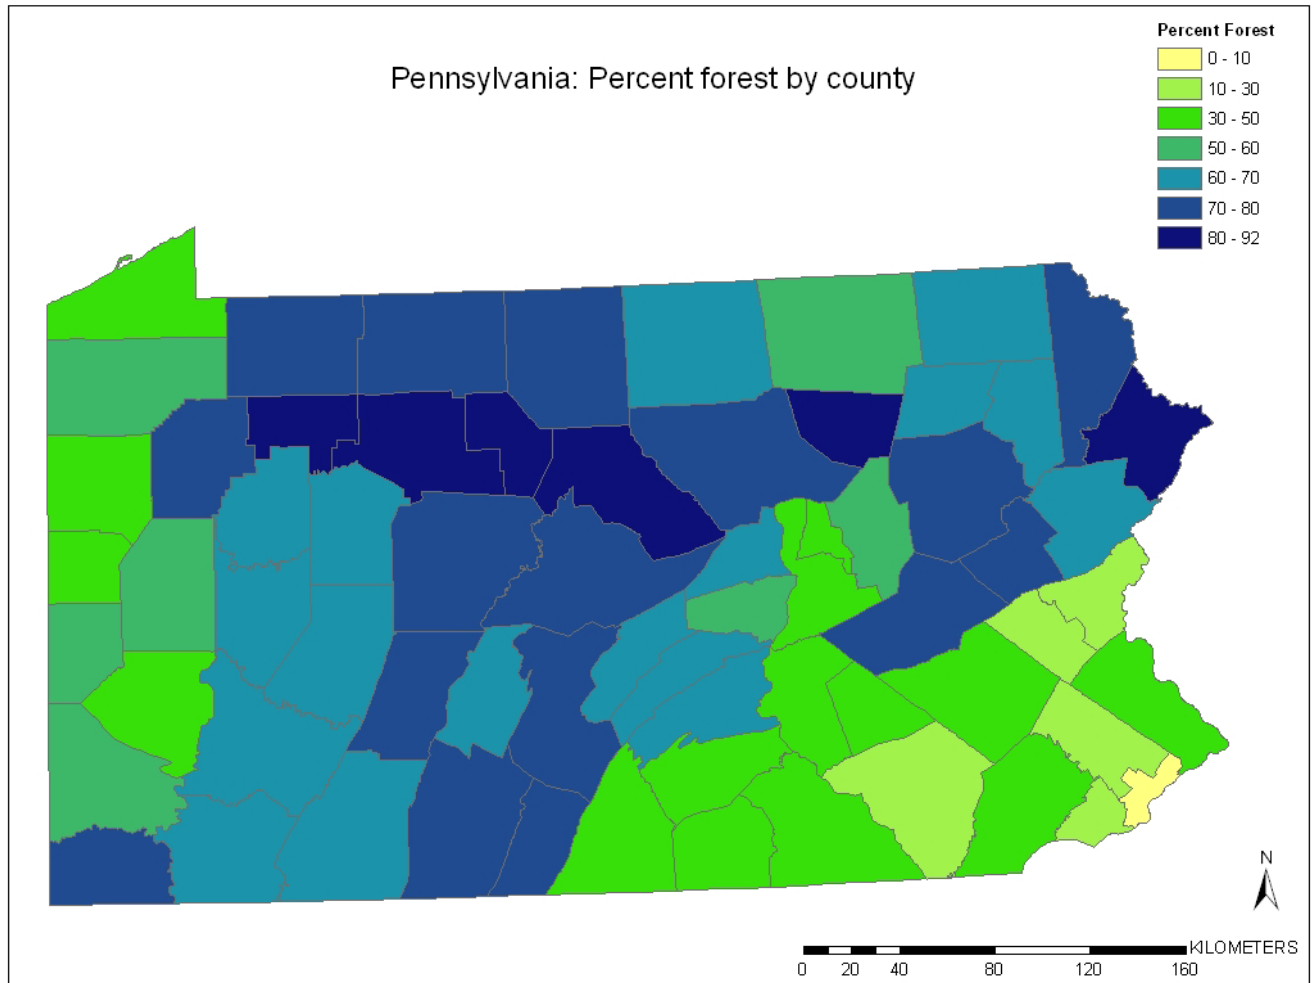 Percent Forest
0 - 10
10 - 30
30 - 50
50 - 60
60 - 70
70 - 80
80 - 92
Pennsylvania: Percent forest by county
N
KILOMETERS
0 20 40 80 120 160